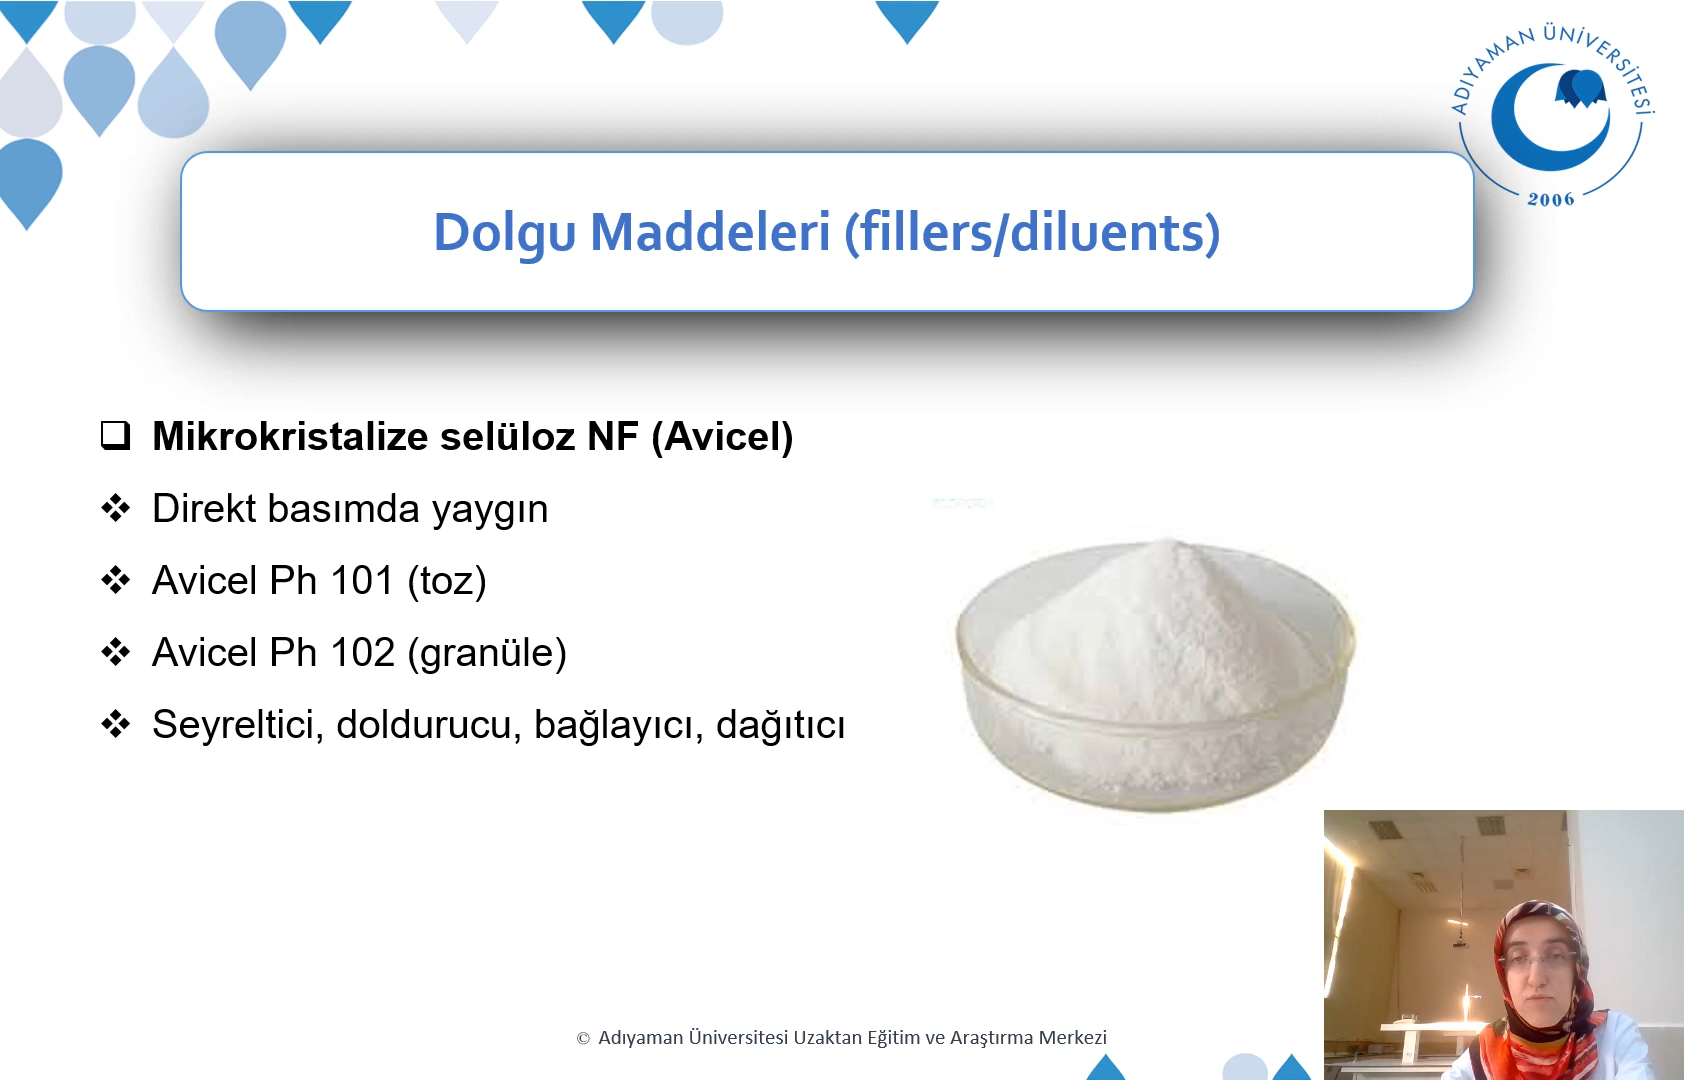 ADIYAMAN ÜNİVERSİTESİ
2006
Dolgu Maddeleri (fillers/diluents)
Mikrokristalize selüloz NF (Avicel)
Direkt basımda yaygın
Avicel Ph 101 (toz)
Avicel Ph 102 (granüle)
Seyreltici, doldurucu, bağlayıcı, dağıtıcı
© Adıyaman Üniversitesi Uzaktan Eğitim ve Araştırma Merkezi